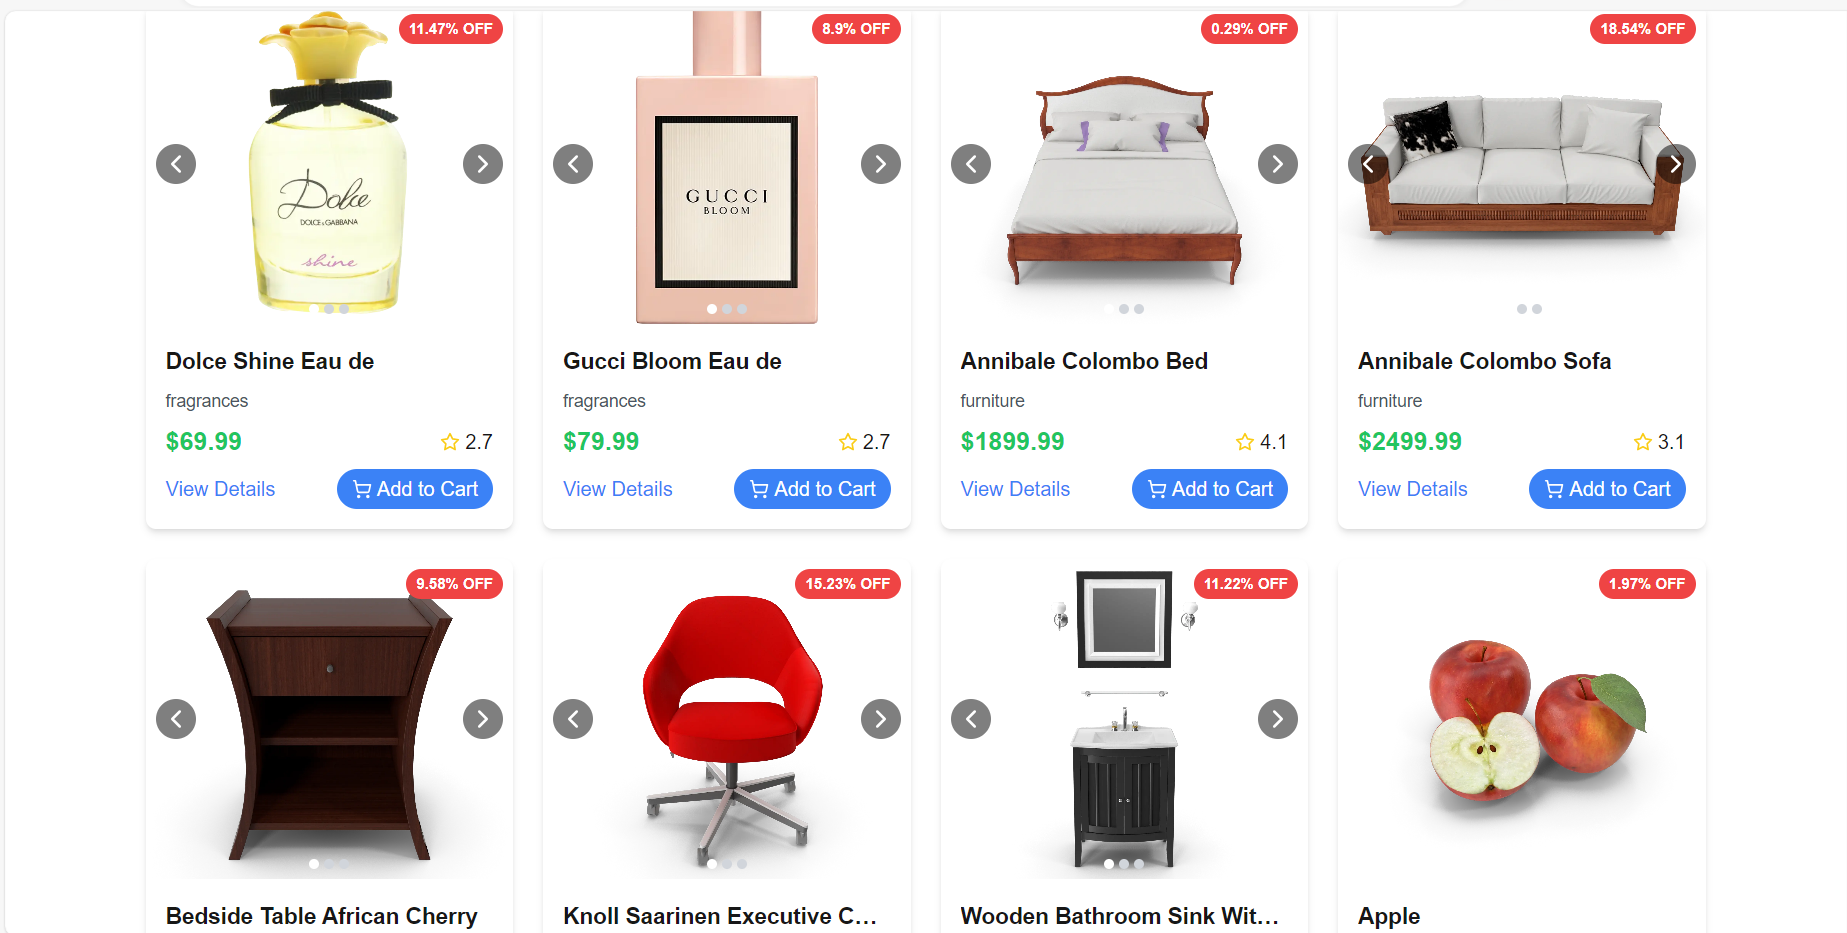 11.47% OFF
8.9% OFF
0.29% OFF
18.54% OFF
Dolce
DOLCE & GABBANA
shine
GUCCI
BLOOM
Dolce Shine Eau de
Gucci Bloom Eau de
Annibale Colombo Bed
Annibale Colombo Sofa
fragrances
fragrances
furniture
furniture
$69.99
2.7
$79.99
2.7
$1899.99
4.1
$2499.99
3.1
View Details
Add to Cart
View Details
Add to Cart
View Details
Add to Cart
View Details
Add to Cart
9.58% OFF
15.23% OFF
11.22% OFF
1.97% OFF
Bedside Table African Cherry
Knoll Saarinen Executive C...
Wooden Bathroom Sink Wit...
Apple